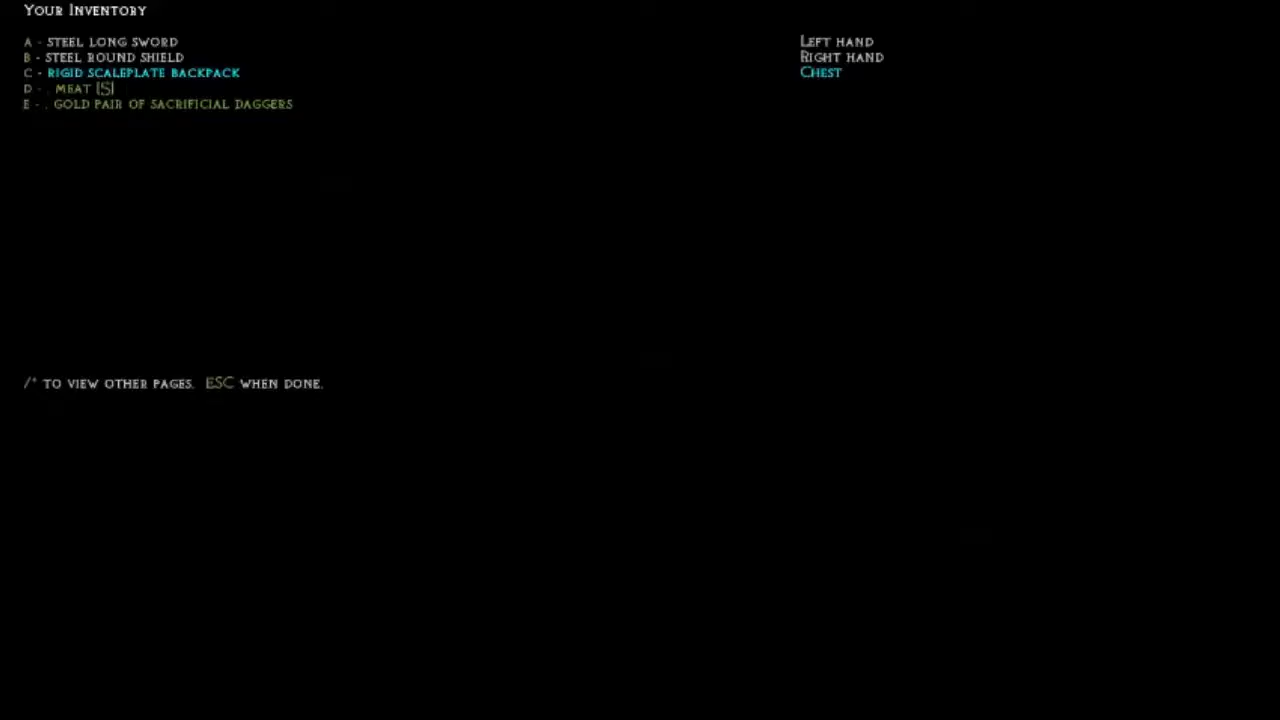 Your Inventory
A - STEEL LONG SWORD LEFT HAND
B - STEEL ROUND SHIELD RIGHT HAND
C - RIGID SCALEPLATE BACKPACK CHEST
D - . MEAT [5]
E - . GOLD PAIR OF SACRIFICIAL DAGGERS
/* TO VIEW OTHER PAGES. ESC WHEN DONE.